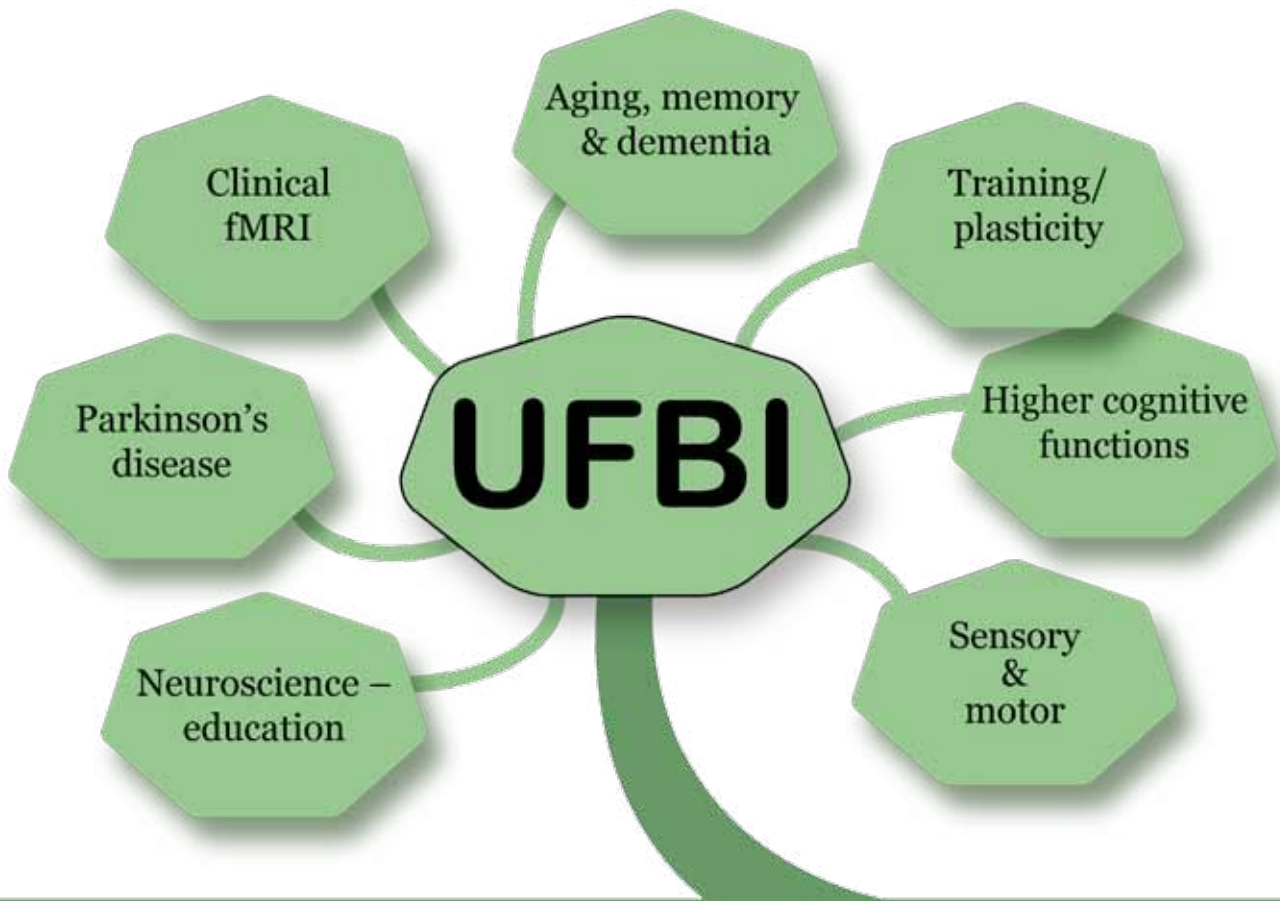 Aging, memory
& dementia
Clinical
fMRI
Training/
plasticity
Parkinson’s
disease
UFBI
Higher cognitive
functions
Neuroscience –
education
Sensory
&
motor